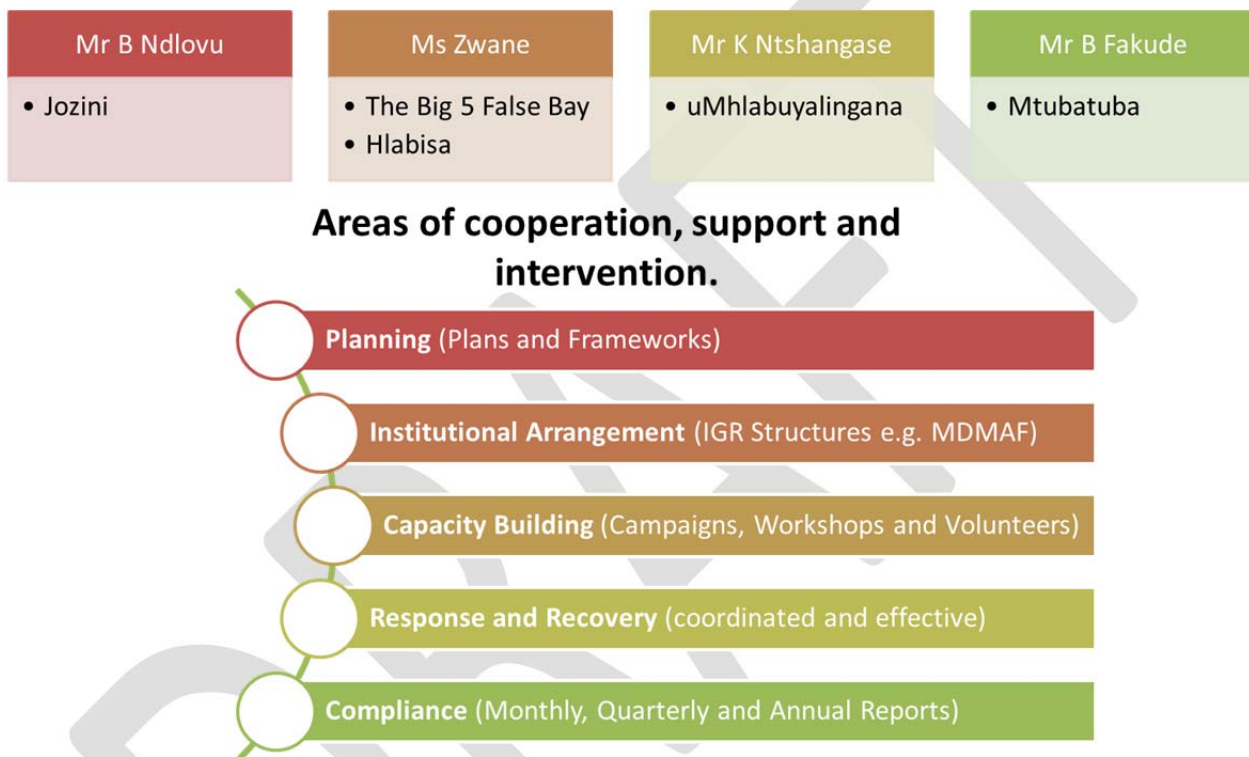 Mr B Ndlovu
• Jozini
Ms Zwane
• The Big 5 False Bay
• Hlabisa
Mr K Ntshangase
• uMhlabuyalingana
Mr B Fakude
• Mtubatuba
Areas of cooperation, support and
intervention.
Planning (Plans and Frameworks)
Institutional Arrangement (IGR Structures e.g. MDMAF)
Capacity Building (Campaigns, Workshops and Volunteers)
Response and Recovery (coordinated and effective)
Compliance (Monthly, Quarterly and Annual Reports)